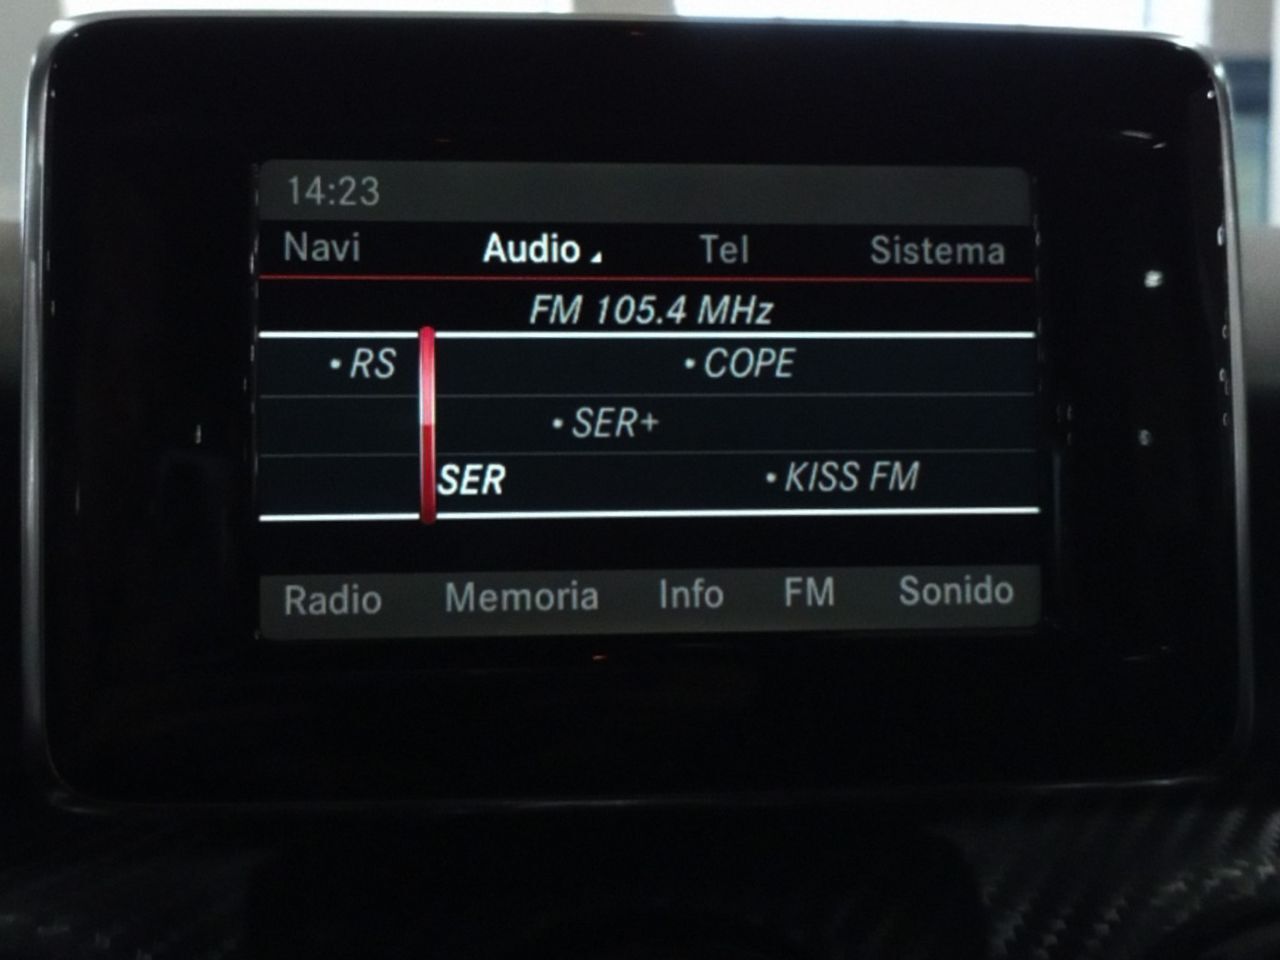 14:23
Navi Audio Tel Sistema
FM 105.4 MHz
• RS • COPE
• SER+
SER • KISS FM
Radio Memoria Info FM Sonido